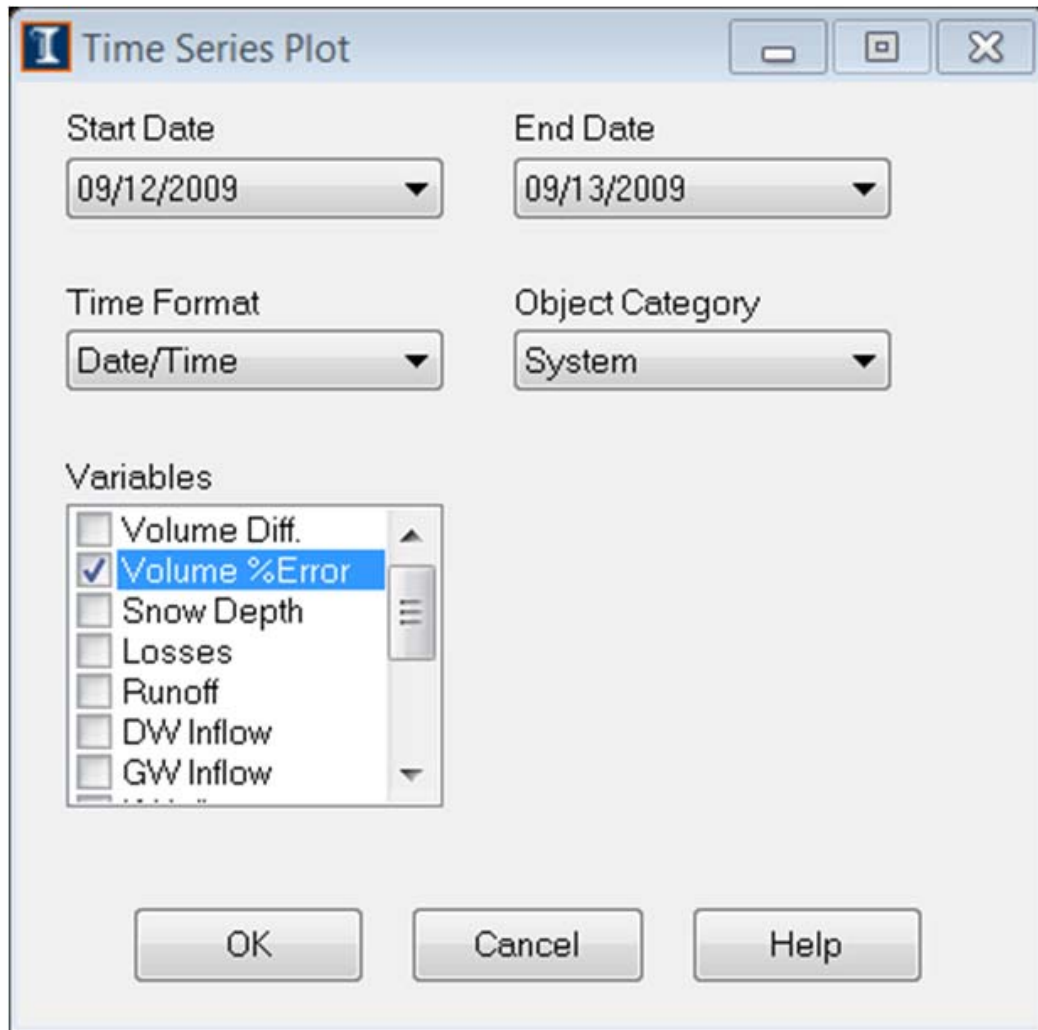 Time Series Plot
Start Date End Date
09/12/2009 09/13/2009
Time Format Object Category
Date/Time System
Variables
Volume Diff.
Volume %Error
Snow Depth
Losses
Runoff
DW Inflow
GW Inflow
OK Cancel Help